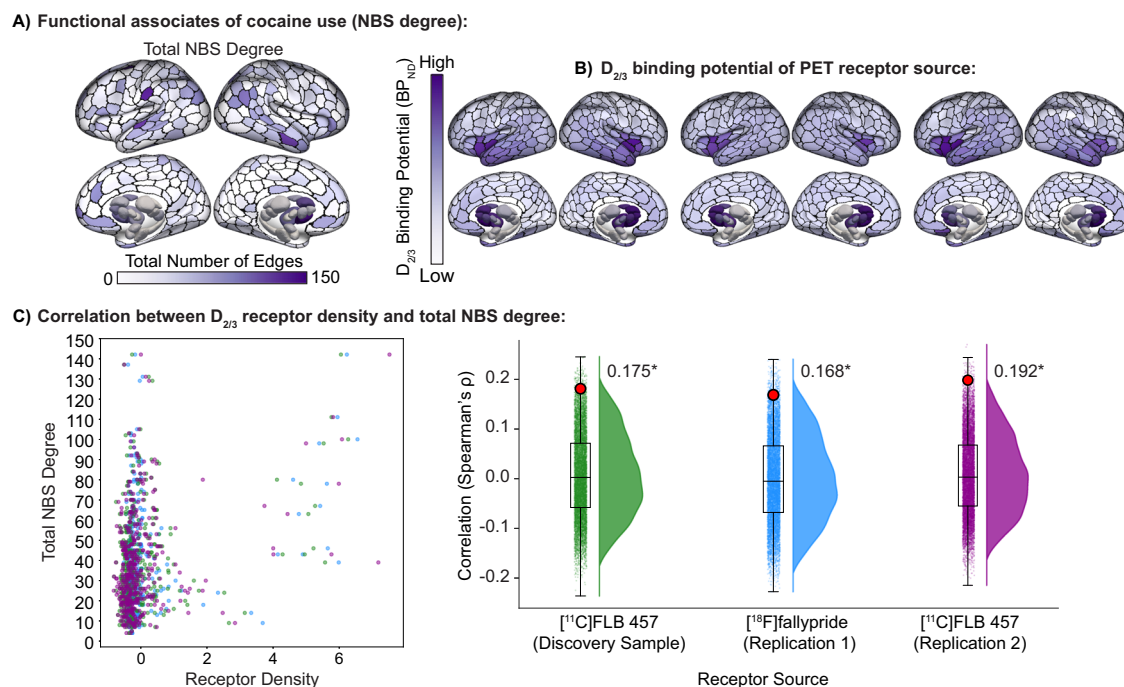 A) Functional associates of cocaine use (NBS degree):
Total NBS Degree
0 Total Number of Edges 150
High
D2/3 Binding Potential (BPND)
Low
B) D2/3 binding potential of PET receptor source:
C) Correlation between D2/3 receptor density and total NBS degree:
150
140
130
120
110
100
90
80
70
60
50
40
30
20
10
0
Total NBS Degree
0 2 4 6
Receptor Density
Correlation (Spearman's ρ)
0.2
0.1
0.0
-0.1
-0.2
0.175* 0.168* 0.192*
[11C]FLB 457 [18F]fallypride [11C]FLB 457
(Discovery Sample) (Replication 1) (Replication 2)
Receptor Source